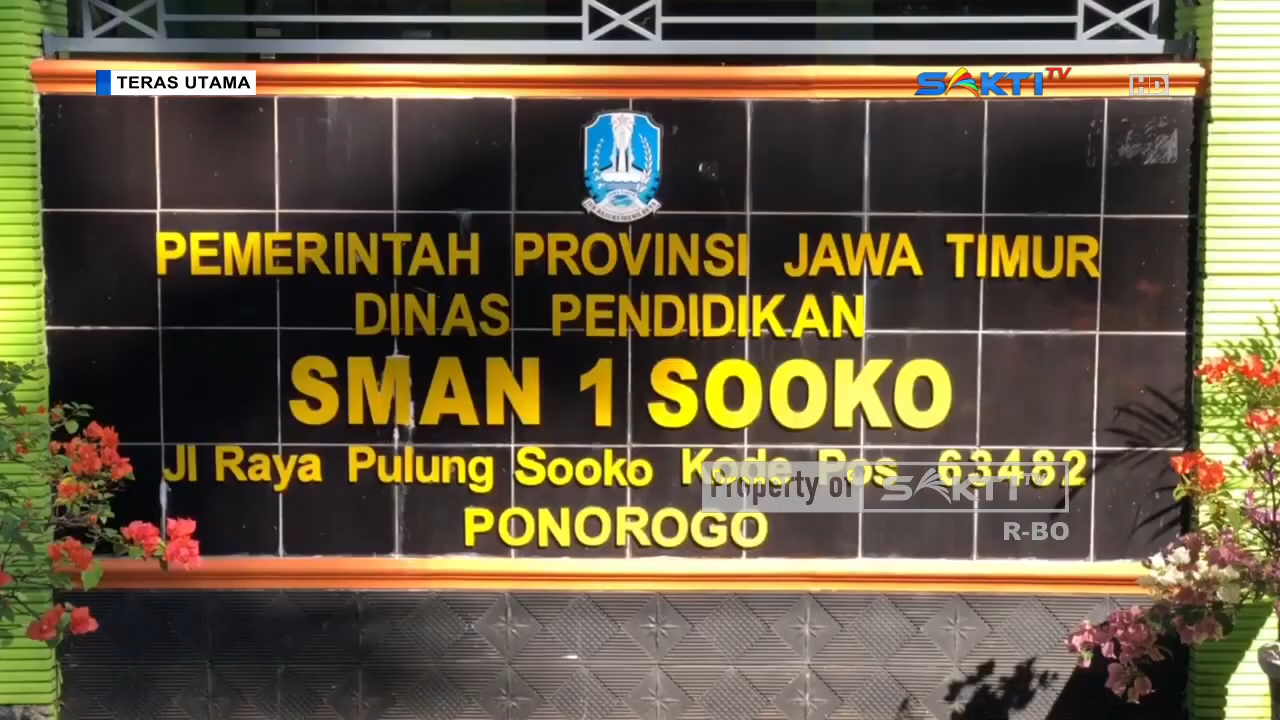 TERAS UTAMA
SAKTI TV
HD
PEMERINTAH PROVINSI JAWA TIMUR
DINAS PENDIDIKAN
SMAN 1 SOOKO
Jl Raya Pulung Sooko Kode Pos 63482
Property of SAKTI TV
R-BO
PONOROGO